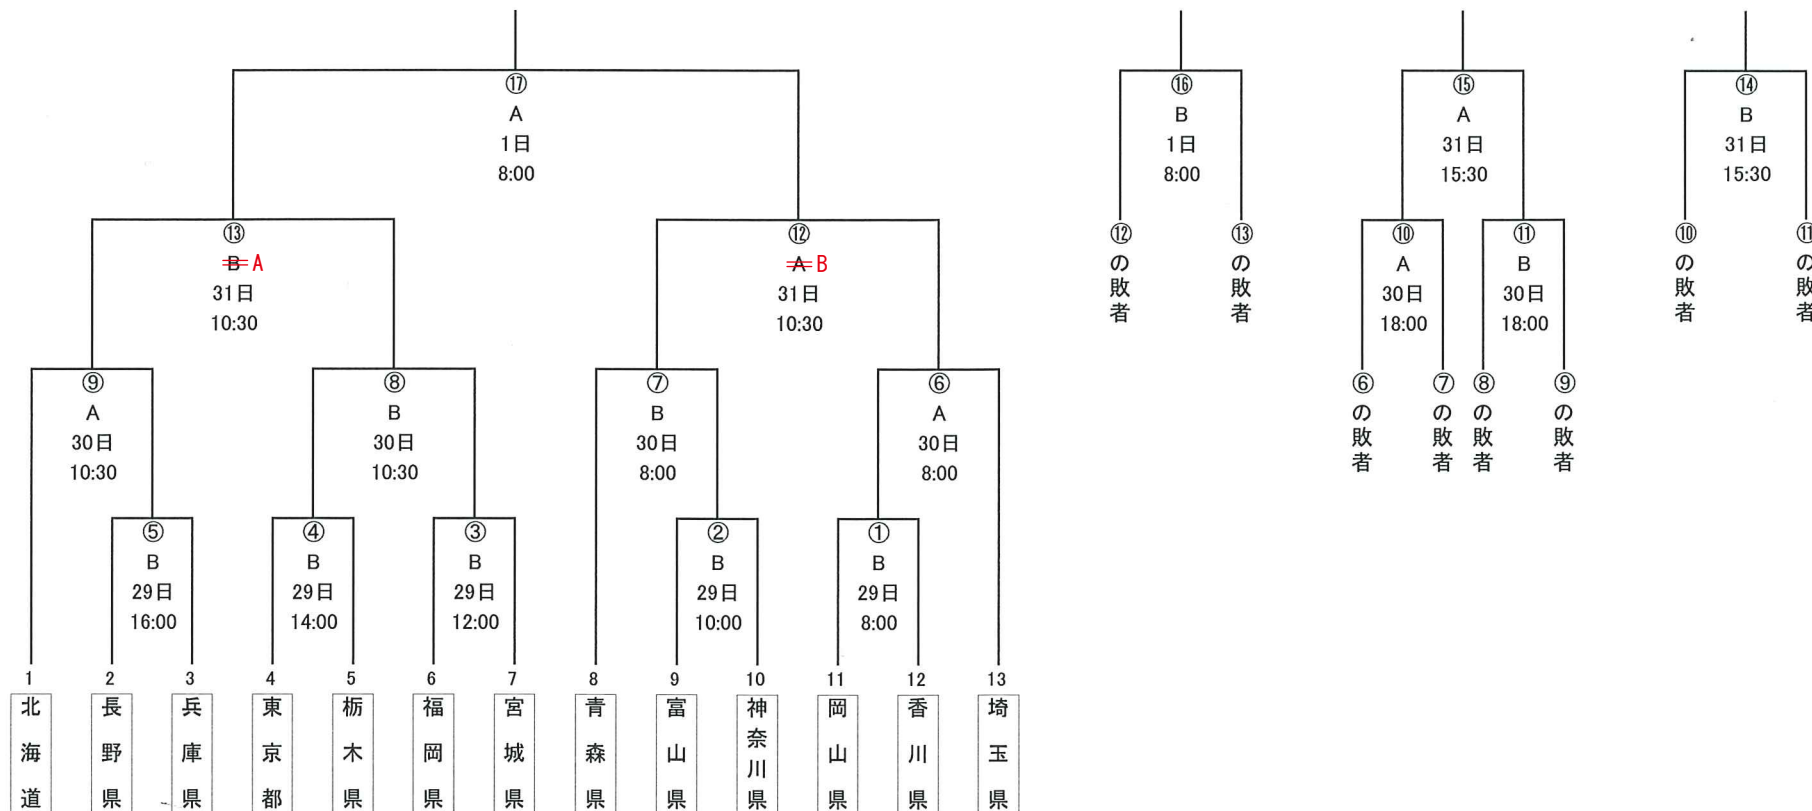 ⑰
A
1日
8:00
⑯
B
1日
8:00
⑮
A
31日
15:30
⑭
B
31日
15:30
⑬
B A
31日
10:30
⑫
A B
31日
10:30
⑫の敗者
⑬の敗者
⑩
A
30日
18:00
⑪
B
30日
18:00
⑩の敗者
⑪の敗者
⑨
A
30日
10:30
⑧
B
30日
10:30
⑦
B
30日
8:00
⑥
A
30日
8:00
⑥の敗者
⑦の敗者
⑧の敗者
⑨の敗者
⑤
B
29日
16:00
④
B
29日
14:00
③
B
29日
12:00
②
B
29日
10:00
①
B
29日
8:00
1
北海道
2
長野県
3
兵庫県
4
東京都
5
栃木県
6
福岡県
7
宮城県
8
青森県
9
富山県
10
神奈川県
11
岡山県
12
香川県
13
埼玉県